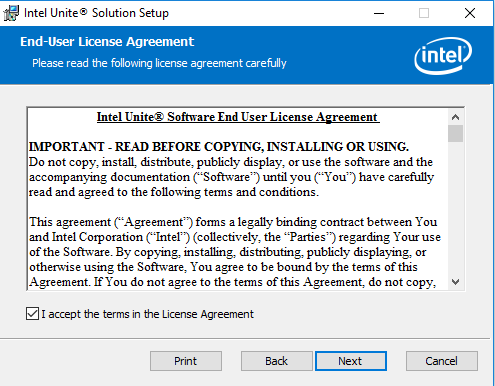 Intel Unite® Solution Setup
End-User License Agreement
Please read the following license agreement carefully
intel
Intel Unite® Software End User License Agreement
IMPORTANT - READ BEFORE COPYING, INSTALLING OR USING.
Do not copy, install, distribute, publicly display, or use the software and the
accompanying documentation (“Software”) until you (“You”) have carefully
read and agreed to the following terms and conditions.
This agreement (“Agreement”) forms a legally binding contract between You
and Intel Corporation (“Intel”) (collectively, the “Parties”) regarding Your use
of the Software. By copying, installing, distributing, publicly displaying, or
otherwise using the Software, You agree to be bound by the terms of this
Agreement. If You do not agree to the terms of this Agreement, do not copy,
I accept the terms in the License Agreement
Print
Back
Next
Cancel